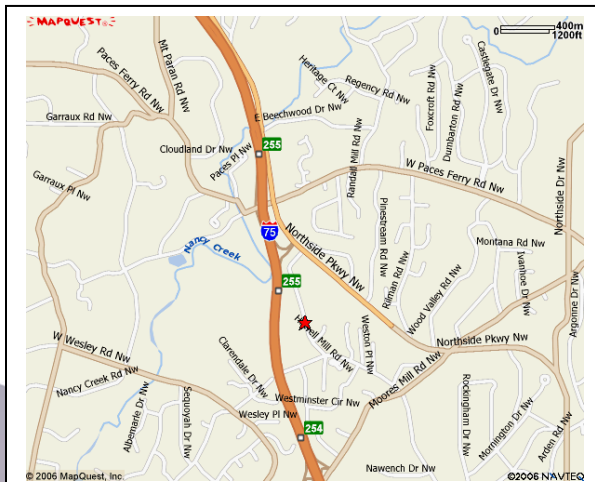 MAPQUEST
400m
1200ft
Paces Ferry Rd Nw
Mt Paran Rd Nw
Heritage Ct Nw
Regency Rd Nw
Castlegate Dr Nw
Foxcroft Rd Nw
Dumbarton Rd Nw
Garraux Rd Nw
E Beechwood Dr Nw
Cloudland Dr Nw
255
Paces Pl Nw
Randall Mill Rd Nw
W Paces Ferry Rd Nw
Garraux Pl Nw
Northside Dr Nw
75
Northside Pkwy Nw
Pinestream Rd Nw
Nancy Creek
Montana Rd Nw
Rilman Rd Nw
Ivanhoe Dr Nw
255
Wood Valley Rd Nw
Argonne Dr Nw
Howell Mill Rd Nw
Weston Pl Nw
Northside Pkwy Nw
W Wesley Rd Nw
Clarendale Dr Nw
Moores Mill Rd Nw
Nancy Creek Rd Nw
Albemarle Dr Nw
Sequoyah Dr Nw
Westminster Cir Nw
Wesley Pl Nw
Rockingham Dr Nw
Mornington Dr Nw
Arden Rd Nw
254
Nawench Dr Nw
© 2006 MapQuest, Inc.
©2006 NAVTEQ